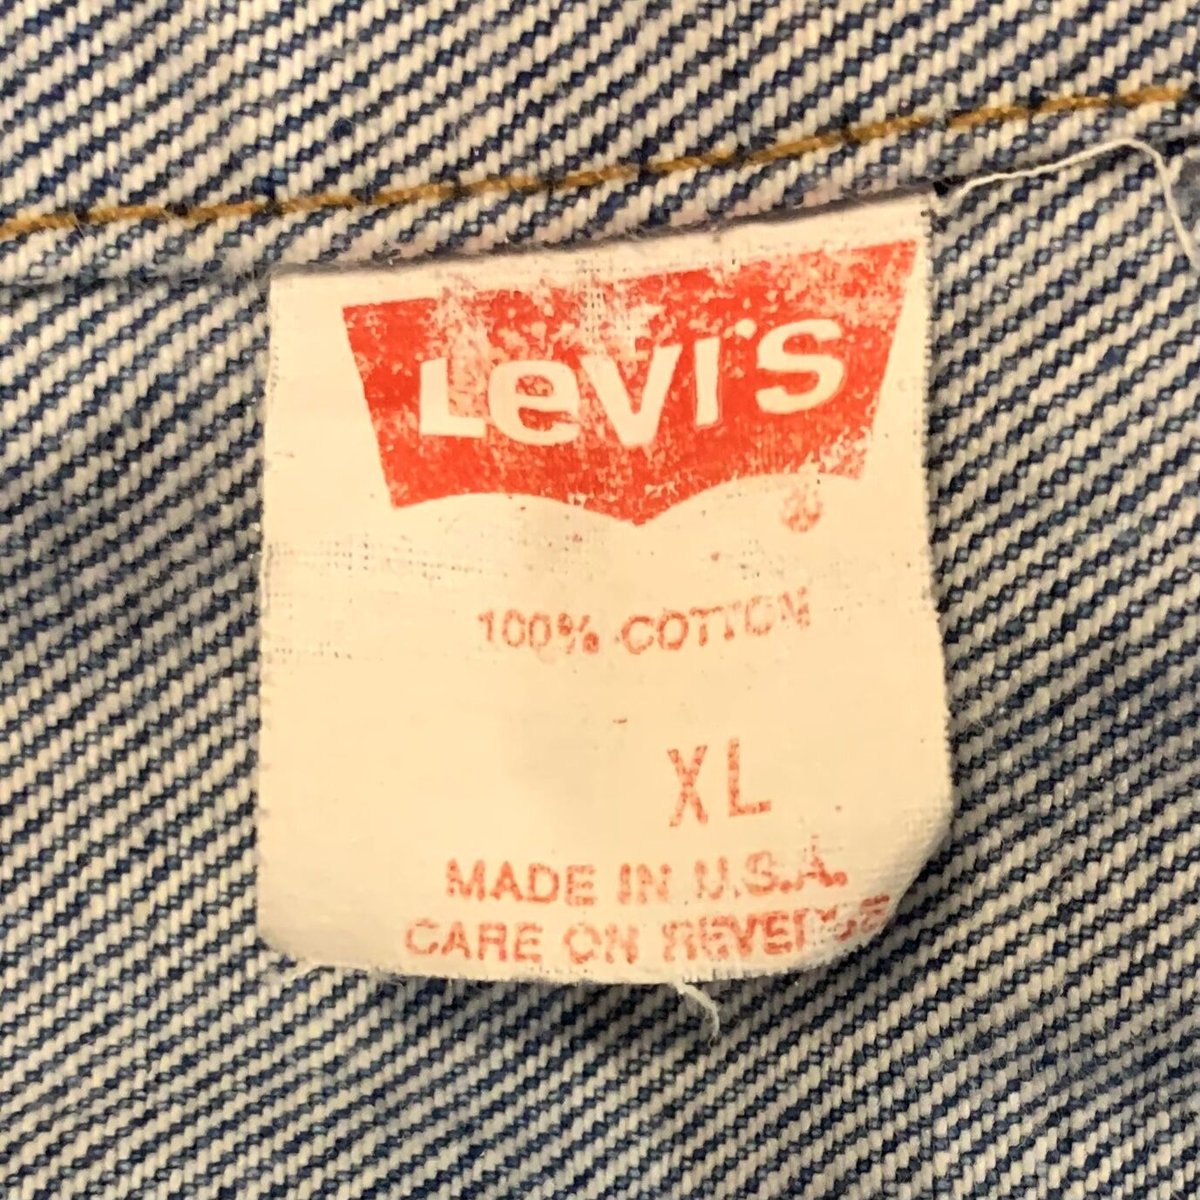 Levi's
®
100% COTTON
XL
MADE IN U.S.A.
CARE ON REVERSE